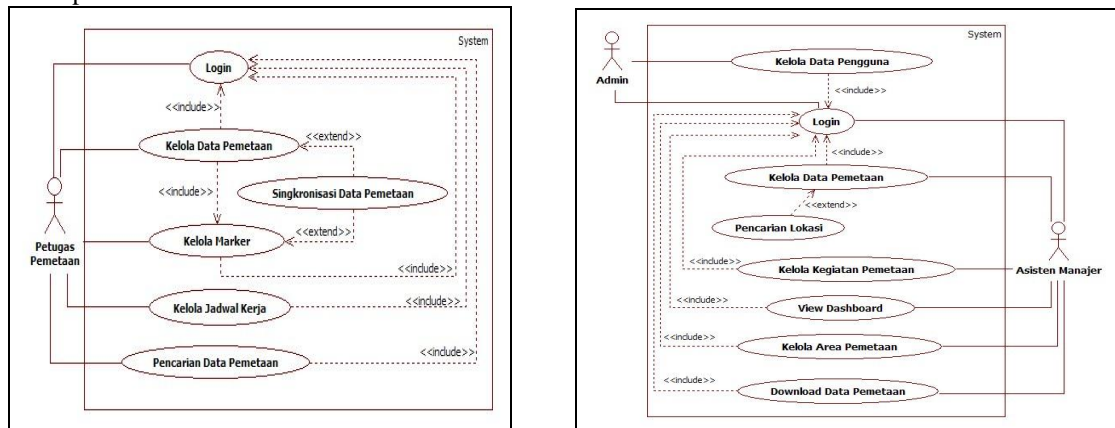 System
Login
<<include>>
<<extend>>
Kelola Data Pemetaan
<<include>>
Singkronisasi Data Pemetaan
Petugas
Pemetaan
<<extend>>
Kelola Marker
<<include>>
<<include>>
Kelola Jadwal Kerja
<<include>>
Pencarian Data Pemetaan
System
Admin
Kelola Data Pengguna
<<include>>
Login
<<include>>
Kelola Data Pemetaan
<<extend>>
Pencarian Lokasi
<<include>>
Kelola Kegiatan Pemetaan
Asisten Manajer
<<include>>
View Dashboard
<<include>>
Kelola Area Pemetaan
<<include>>
Download Data Pemetaan